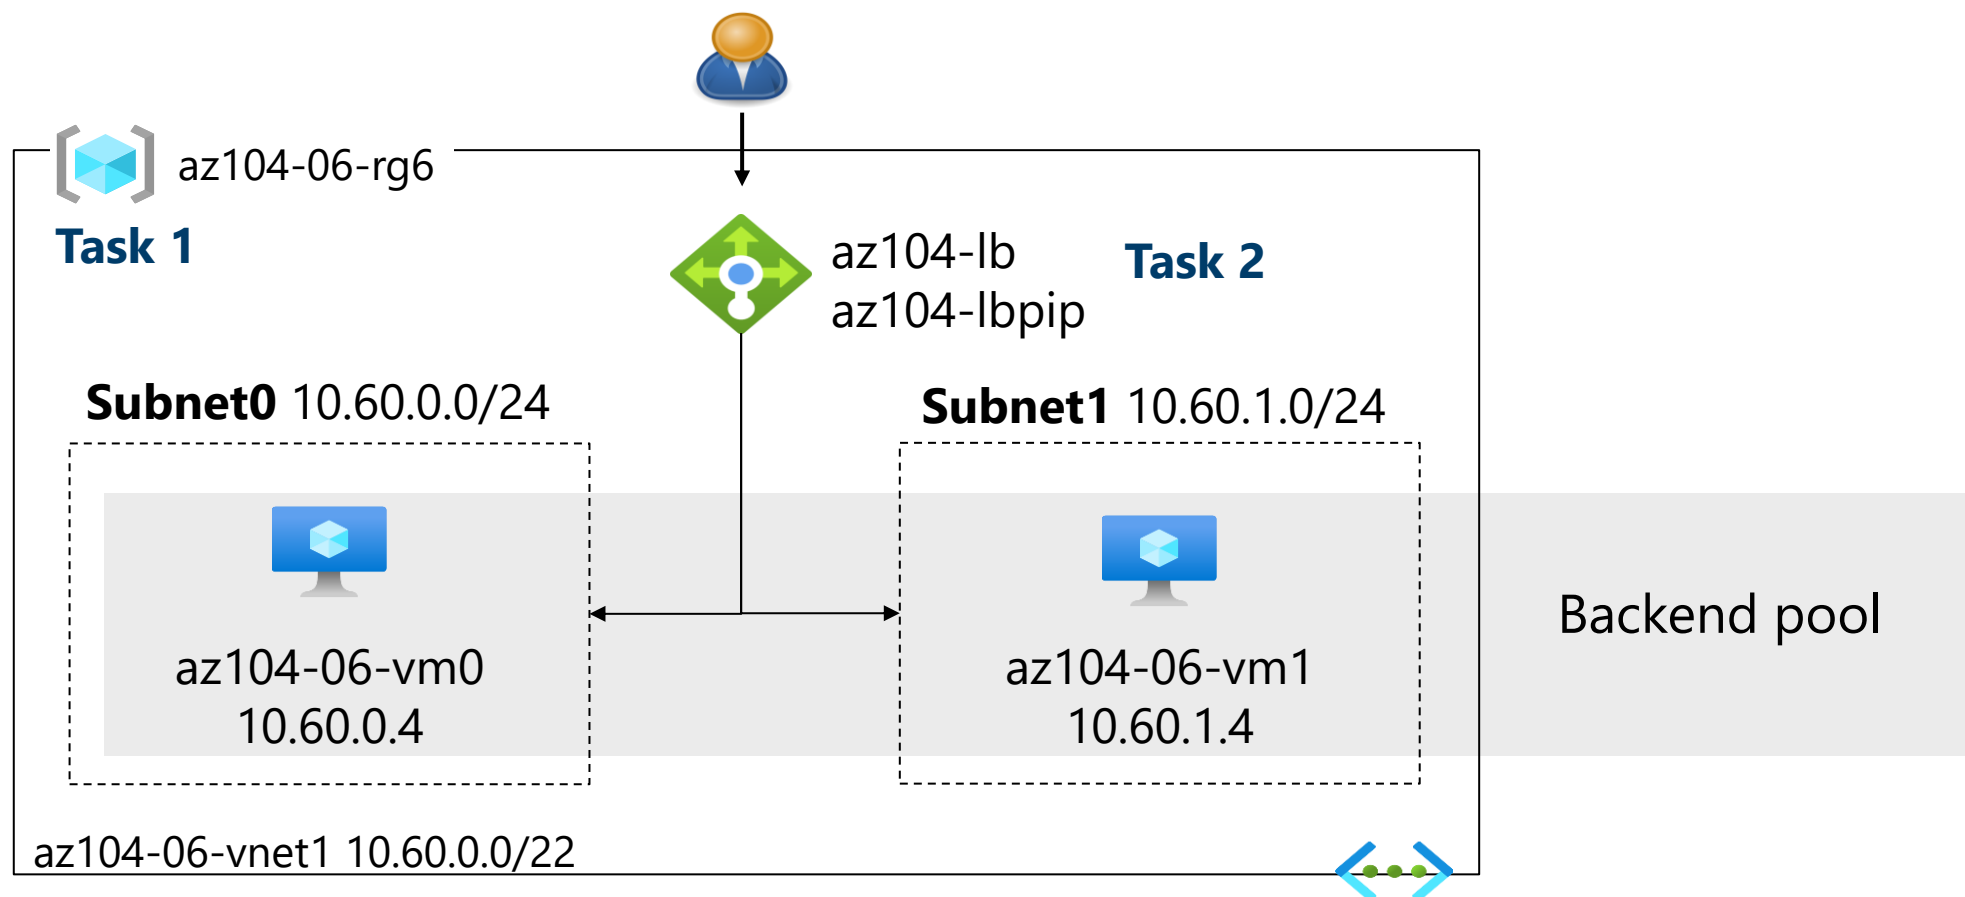 az104-06-rg6
Task 1
az104-lb
az104-lbpip
Task 2
Subnet0 10.60.0.0/24
Subnet1 10.60.1.0/24
az104-06-vm0
10.60.0.4
az104-06-vm1
10.60.1.4
Backend pool
az104-06-vnet1 10.60.0.0/22